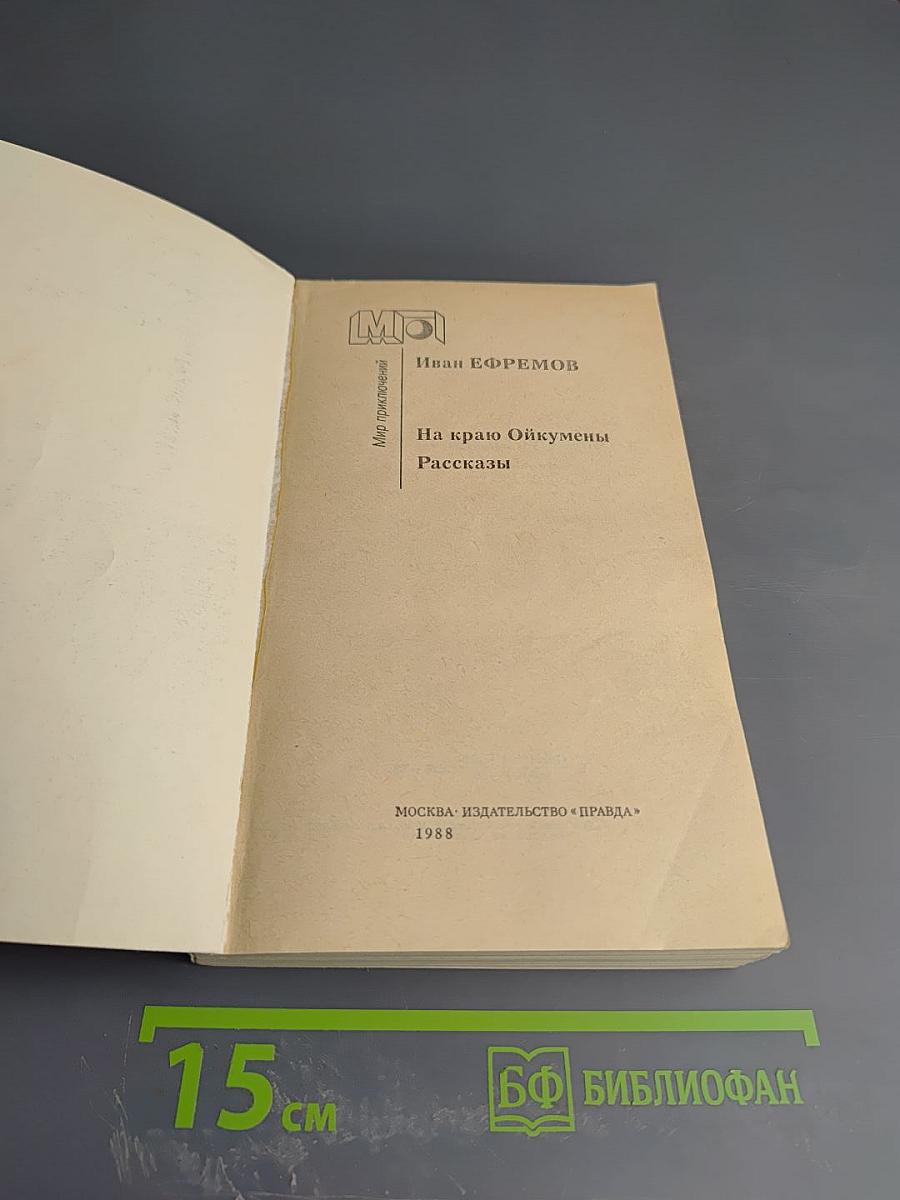 МП
Мир приключений
Иван ЕФРЕМОВ
На краю Ойкумены
Рассказы
МОСКВА· ИЗДАТЕЛЬСТВО «ПРАВДА»
1988
15 см
БФ БИБЛИОФАН